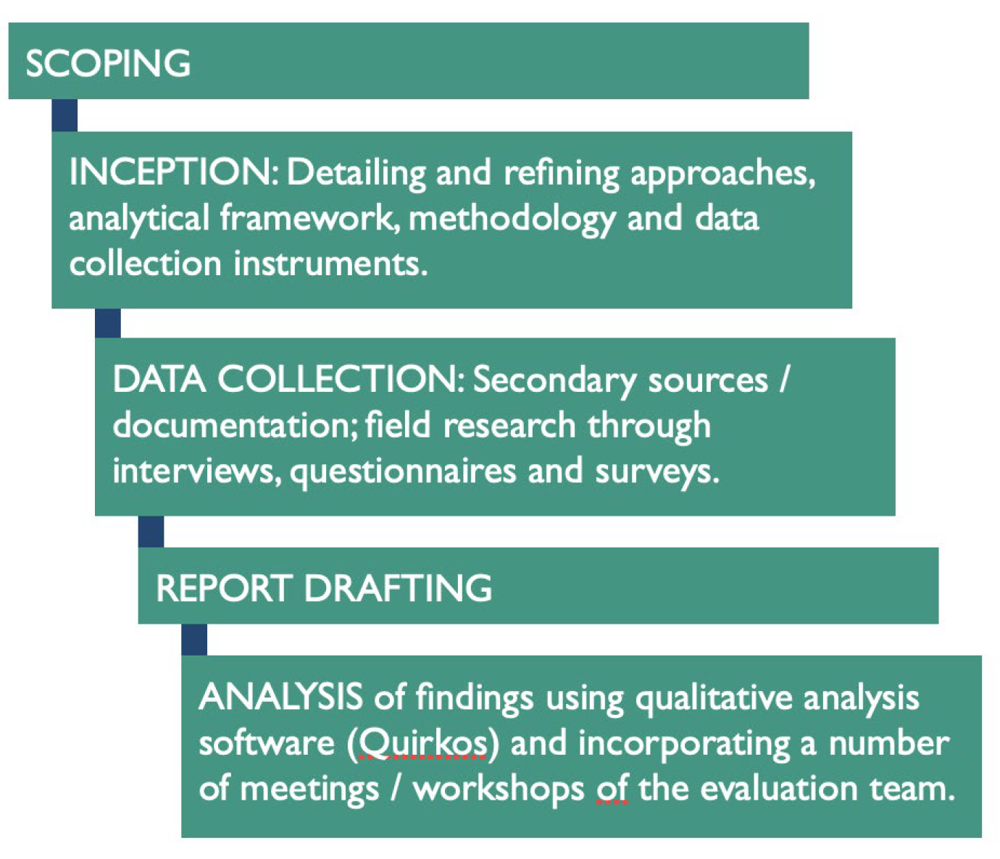 SCOPING
INCEPTION: Detailing and refining approaches,
analytical framework, methodology and data
collection instruments.
DATA COLLECTION: Secondary sources /
documentation; field research through
interviews, questionnaires and surveys.
REPORT DRAFTING
ANALYSIS of findings using qualitative analysis
software (Quirkos) and incorporating a number
of meetings / workshops of the evaluation team.